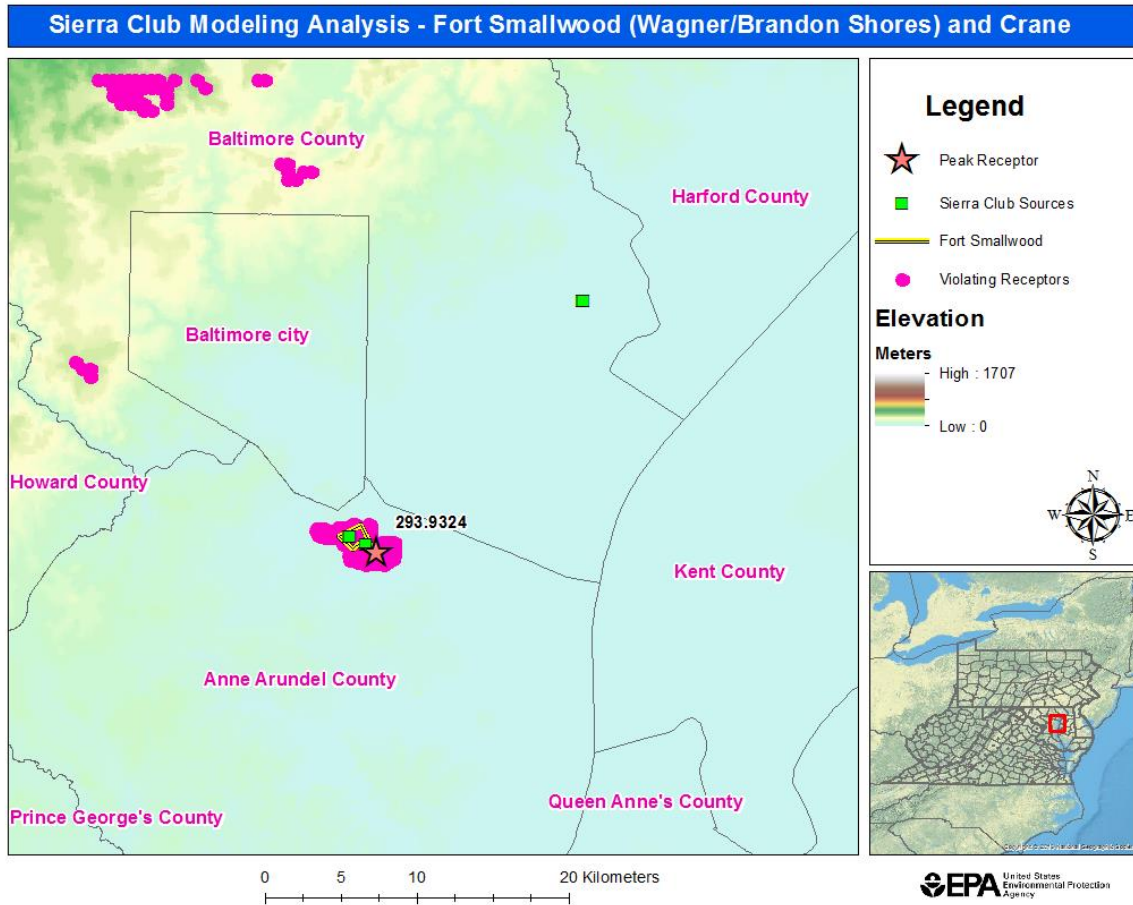 Sierra Club Modeling Analysis - Fort Smallwood (Wagner/Brandon Shores) and Crane
Baltimore County
Harford County
Baltimore city
Howard County
293.9324
Kent County
Anne Arundel County
Queen Anne's County
Prince George's County
Legend
Peak Receptor
Sierra Club Sources
Fort Smallwood
Violating Receptors
Elevation
Meters
High : 1707
Low : 0
N
W E
S
0 5 10 20 Kilometers
EPA
United States
Environmental Protection
Agency